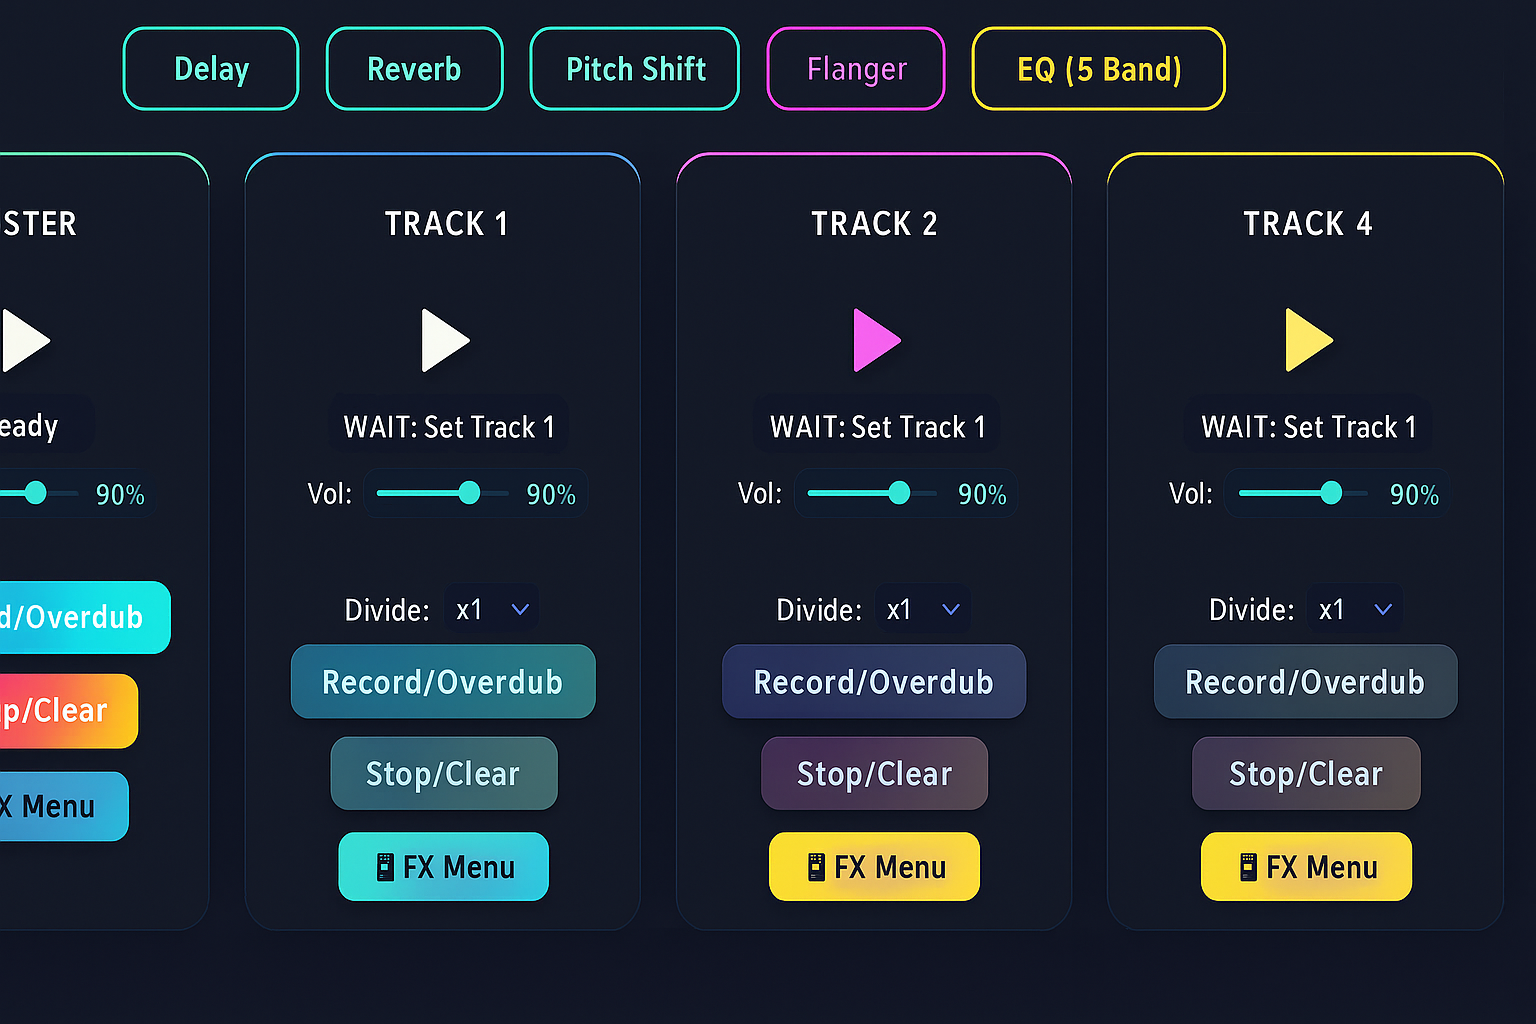 Delay
Reverb
Pitch Shift
Flanger
EQ (5 Band)
STER
eady
90%
d/Overdub
p/Clear
X Menu
TRACK 1
WAIT: Set Track 1
Vol: 90%
Divide: x1
Record/Overdub
Stop/Clear
FX Menu
TRACK 2
WAIT: Set Track 1
Vol: 90%
Divide: x1
Record/Overdub
Stop/Clear
FX Menu
TRACK 4
WAIT: Set Track 1
Vol: 90%
Divide: x1
Record/Overdub
Stop/Clear
FX Menu